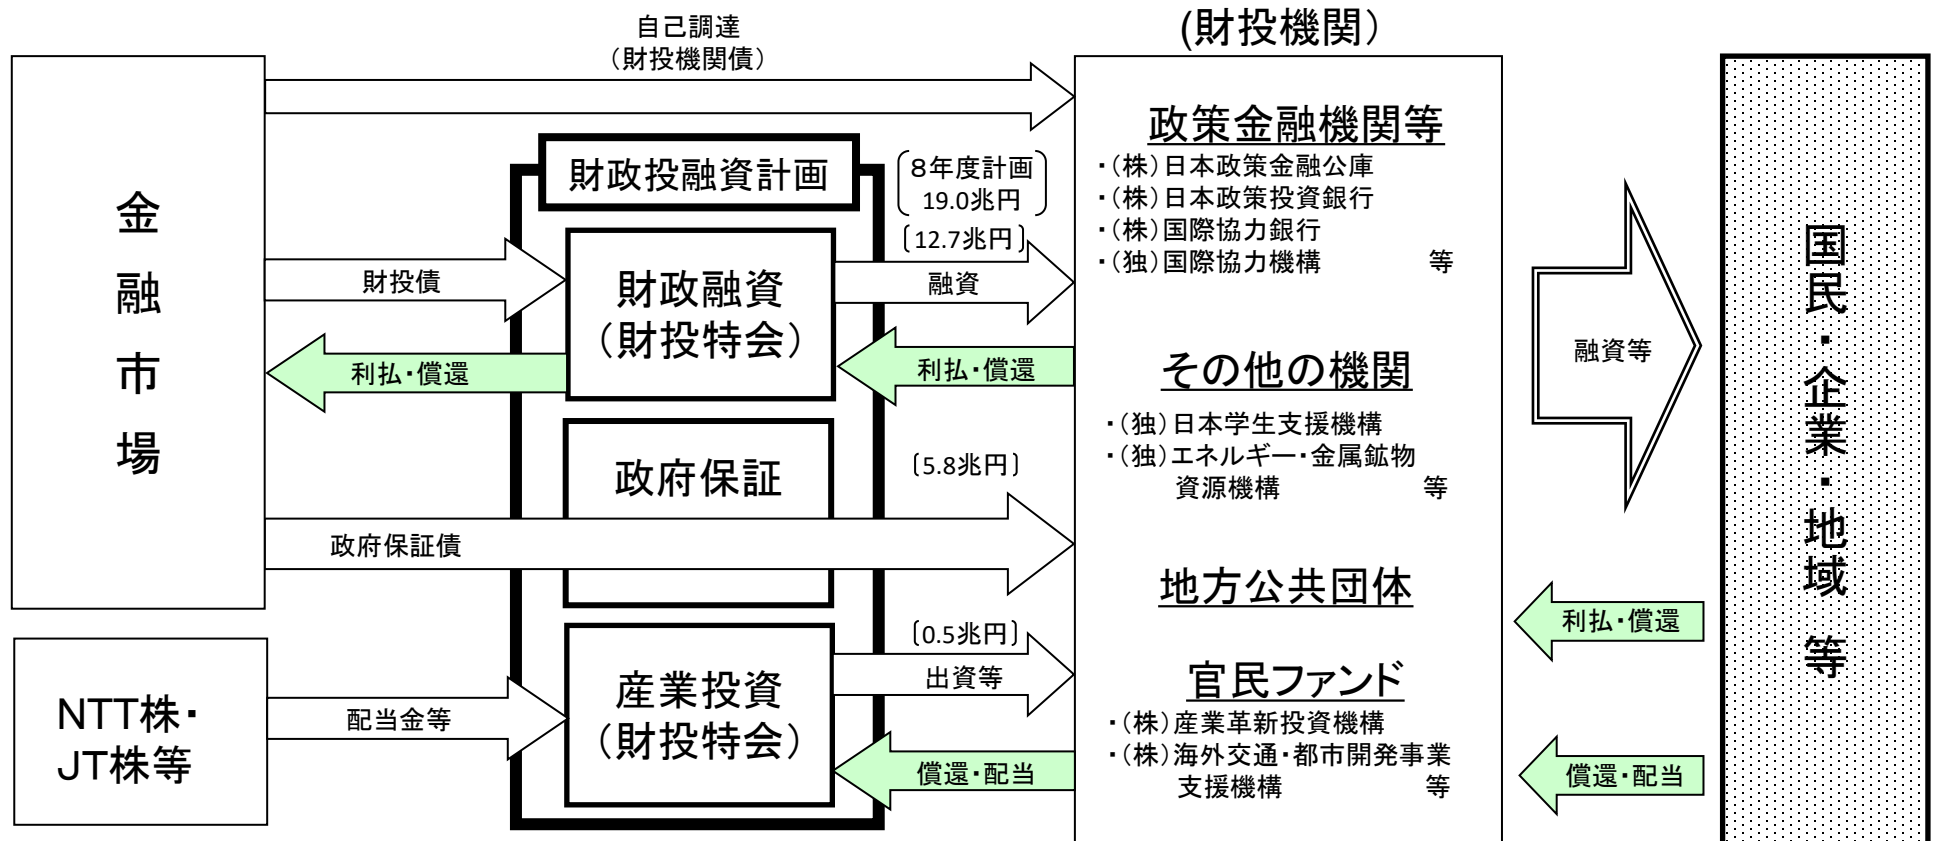 自己調達
（財投機関債）
(財投機関）
金融市場
財政投融資計画
８年度計画
19.0兆円
〔12.7兆円〕
財投債
財政融資
（財投特会）
融資
利払・償還
利払・償還
政府保証
〔5.8兆円〕
政府保証債
〔0.5兆円〕
NTT株・
JT株等
配当金等
産業投資
（財投特会）
出資等
償還・配当
政策金融機関等
・（株）日本政策金融公庫
・（株）日本政策投資銀行
・（株）国際協力銀行
・（独）国際協力機構　等
その他の機関
・（独）日本学生支援機構
・（独）エネルギー・金属鉱物
資源機構　等
地方公共団体
官民ファンド
・（株）産業革新投資機構
・（株）海外交通・都市開発事業
支援機構　等
融資等
利払・償還
償還・配当
国民・企業・地域 等